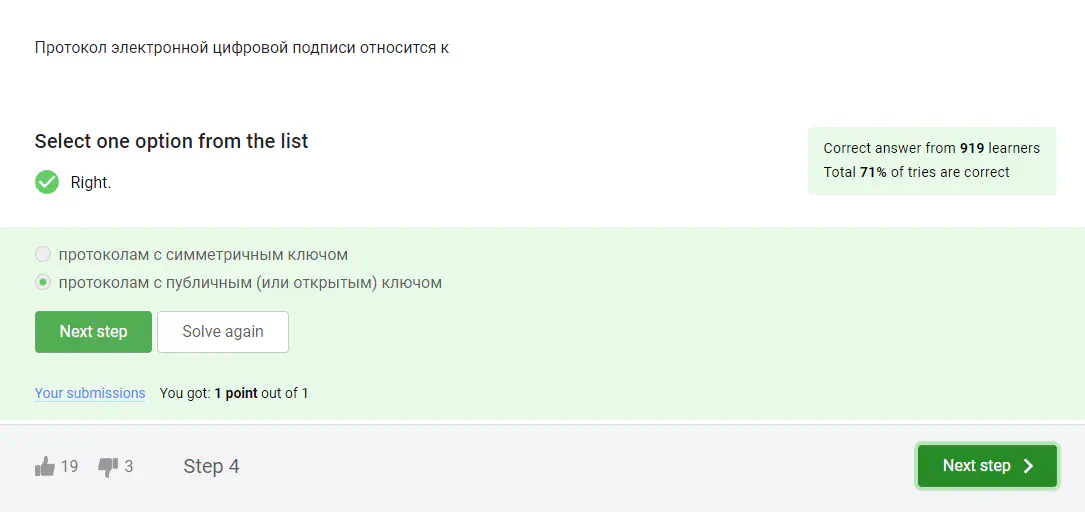 Протокол электронной цифровой подписи относится к
Select one option from the list
Correct answer from 919 learners
Total 71% of tries are correct
Right.
протоколам с симметричным ключом
протоколам с публичным (или открытым) ключом
Next step
Solve again
Your submissions
You got: 1 point out of 1
19
3
Step 4
Next step